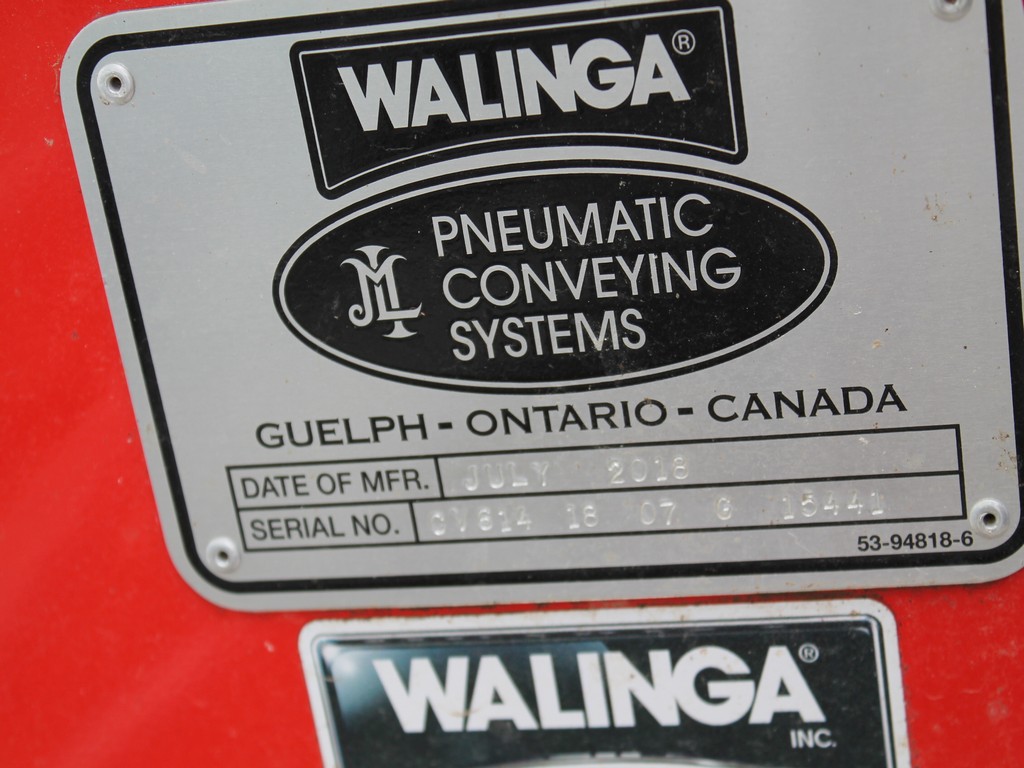 WALINGA®
PNEUMATIC
CONVEYING
SYSTEMS
GUELPH - ONTARIO - CANADA
DATE OF MFR. JULY 2018
SERIAL NO. CV614 18 07 G 15441
53-94818-6
WALINGA®
INC.